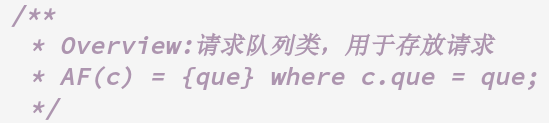 /**
 * Overview:请求队列类，用于存放请求
 * AF(c) = {que} where c.que = que;
 */